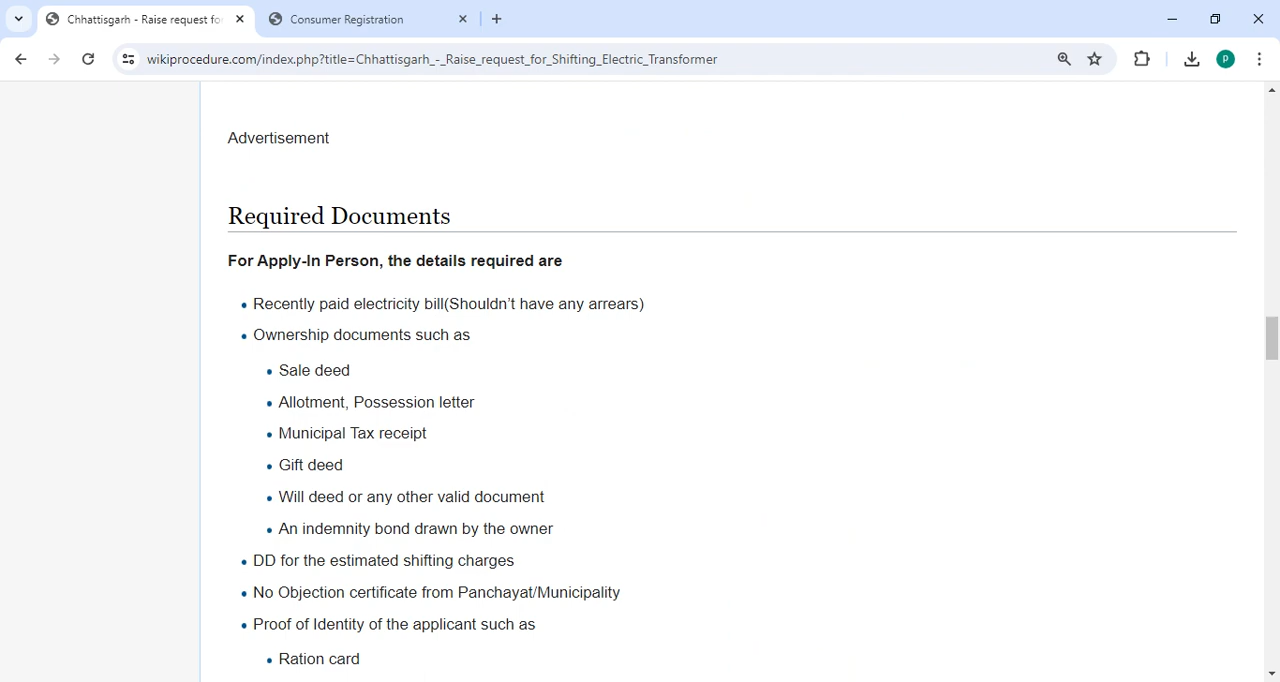 Chhattisgarh - Raise request fo
Consumer Registration
wikiprocedure.com/index.php?title=Chhattisgarh_-_Raise_request_for_Shifting_Electric_Transformer
P
Advertisement
Required Documents
For Apply-In Person, the details required are
Recently paid electricity bill(Shouldn't have any arrears)
Ownership documents such as
Sale deed
Allotment, Possession letter
Municipal Tax receipt
Gift deed
Will deed or any other valid document
An indemnity bond drawn by the owner
DD for the estimated shifting charges
No Objection certificate from Panchayat/Municipality
Proof of Identity of the applicant such as
Ration card